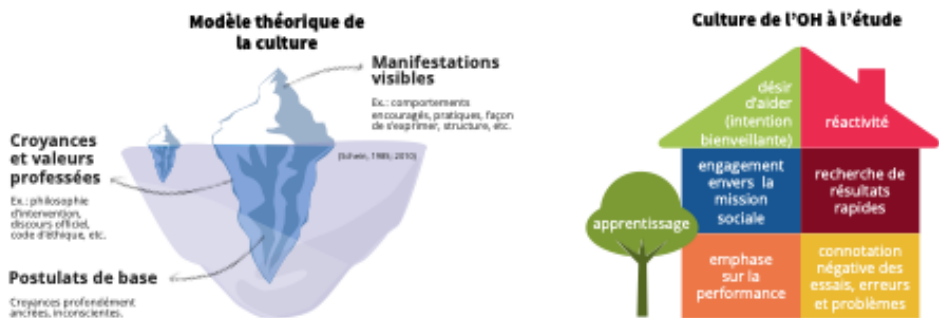 Modèle théorique de
la culture
Manifestations
visibles
Ex.: comportements
encouragés, pratiques, façon
de s'exprimer, structure, etc.
(Schein, 1985; 2010)
Croyances
et valeurs
professées
Ex.: philosophie
d'intervention,
discours officiel,
code d'éthique, etc.
Postulats de base
Croyances profondément
ancrées, inconscientes.
Culture de l'OH à l'étude
désir
d'aider
(intention
bienveillante)
réactivité
engagement
envers la
mission
sociale
recherche de
résultats
rapides
apprentissage
emphase
sur la
performance
connotation
négative des
essais, erreurs
et problèmes